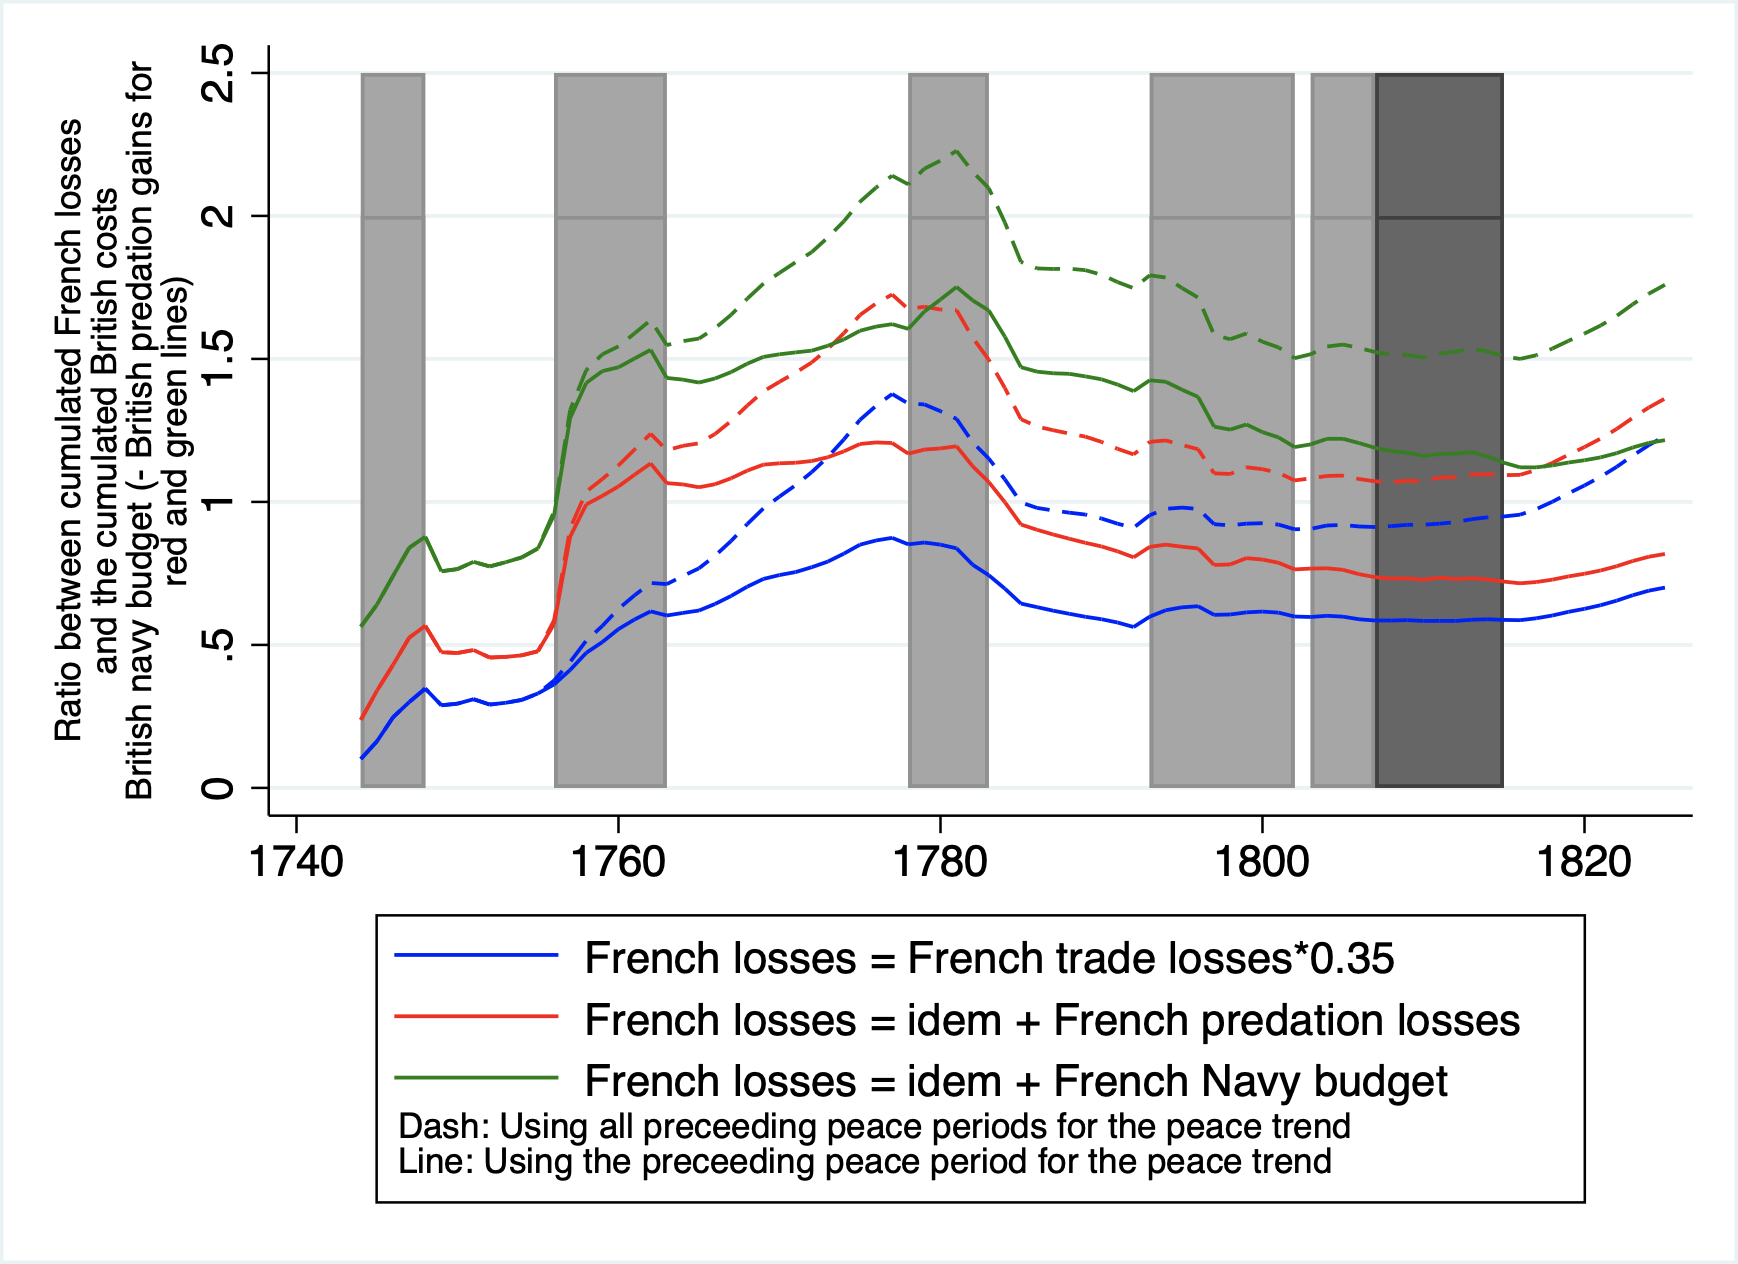 Ratio between cumulated French losses
and the cumulated British costs
British navy budget (- British predation gains for
red and green lines)
2.5
2
1.5
1
.5
0
1740 1760 1780 1800 1820
French losses = French trade losses*0.35
French losses = idem + French predation losses
French losses = idem + French Navy budget
Dash: Using all preceeding peace periods for the peace trend
Line: Using the preceeding peace period for the peace trend